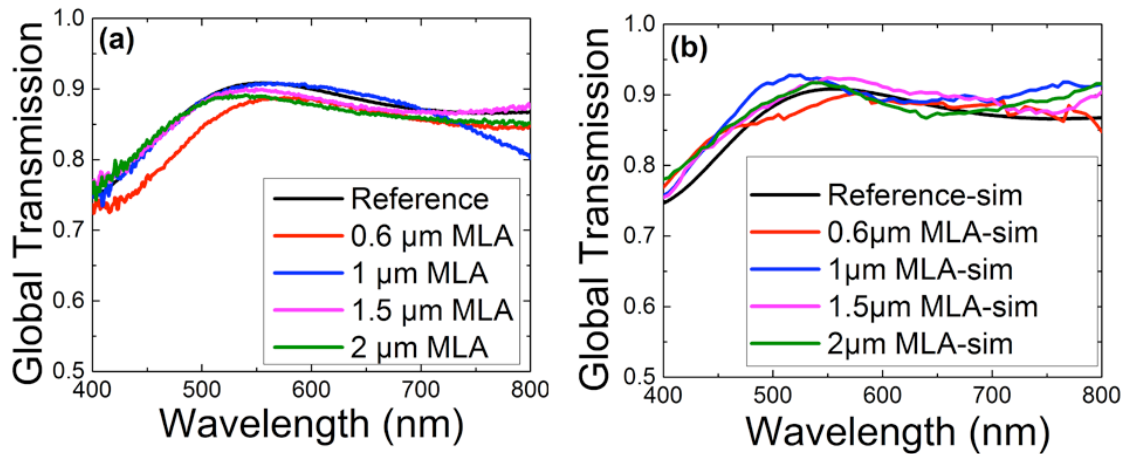 (a)
Global Transmission
1.0
0.9
0.8
0.7
0.6
0.5
400
500
600
700
800
Wavelength (nm)
Reference
0.6 μm MLA
1 μm MLA
1.5 μm MLA
2 μm MLA
(b)
Global Transmission
1.0
0.9
0.8
0.7
0.6
0.5
400
500
600
700
800
Wavelength (nm)
Reference-sim
0.6μm MLA-sim
1μm MLA-sim
1.5μm MLA-sim
2μm MLA-sim